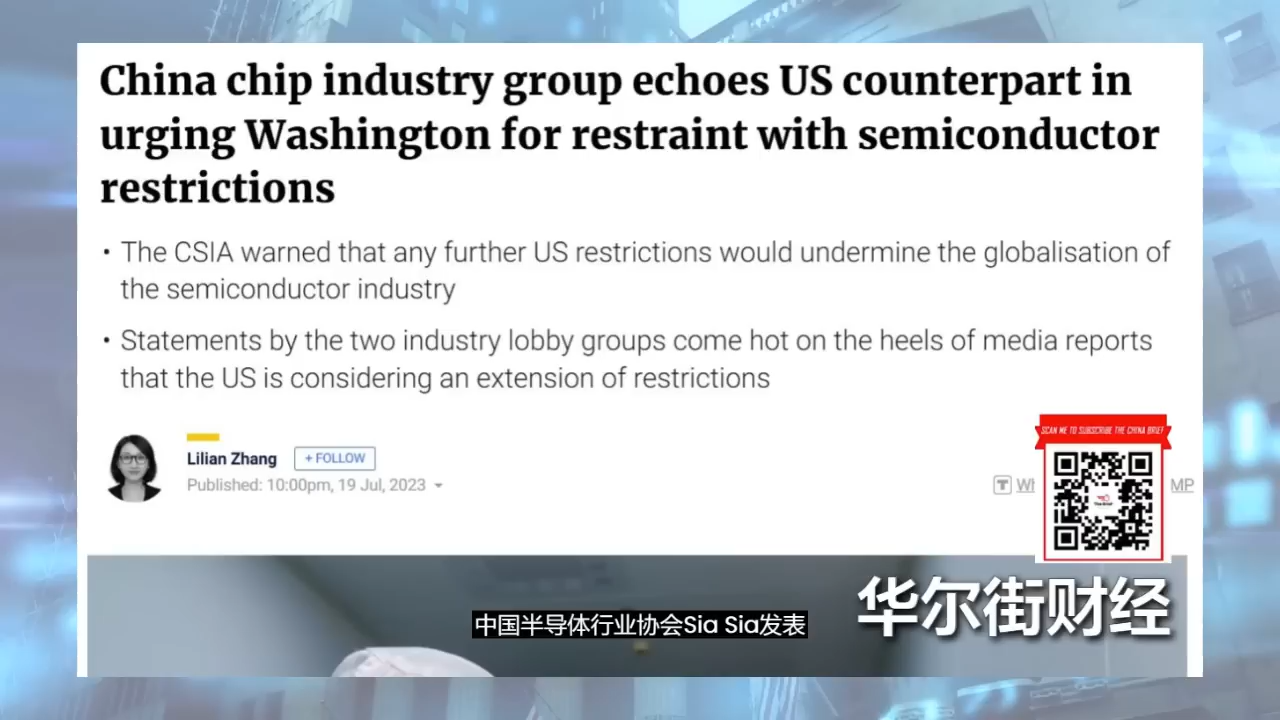 China chip industry group echoes US counterpart in
urging Washington for restraint with semiconductor
restrictions
• The CSIA warned that any further US restrictions would undermine the globalisation of
the semiconductor industry
• Statements by the two industry lobby groups come hot on the heels of media reports
that the US is considering an extension of restrictions
Lilian Zhang
+ FOLLOW
Published: 10:00pm, 19 Jul, 2023
SCAN ME TO SUBSCRIBE THE CHINA BRIEF
MP
华尔街财经
中国半导体行业协会Sia Sia发表